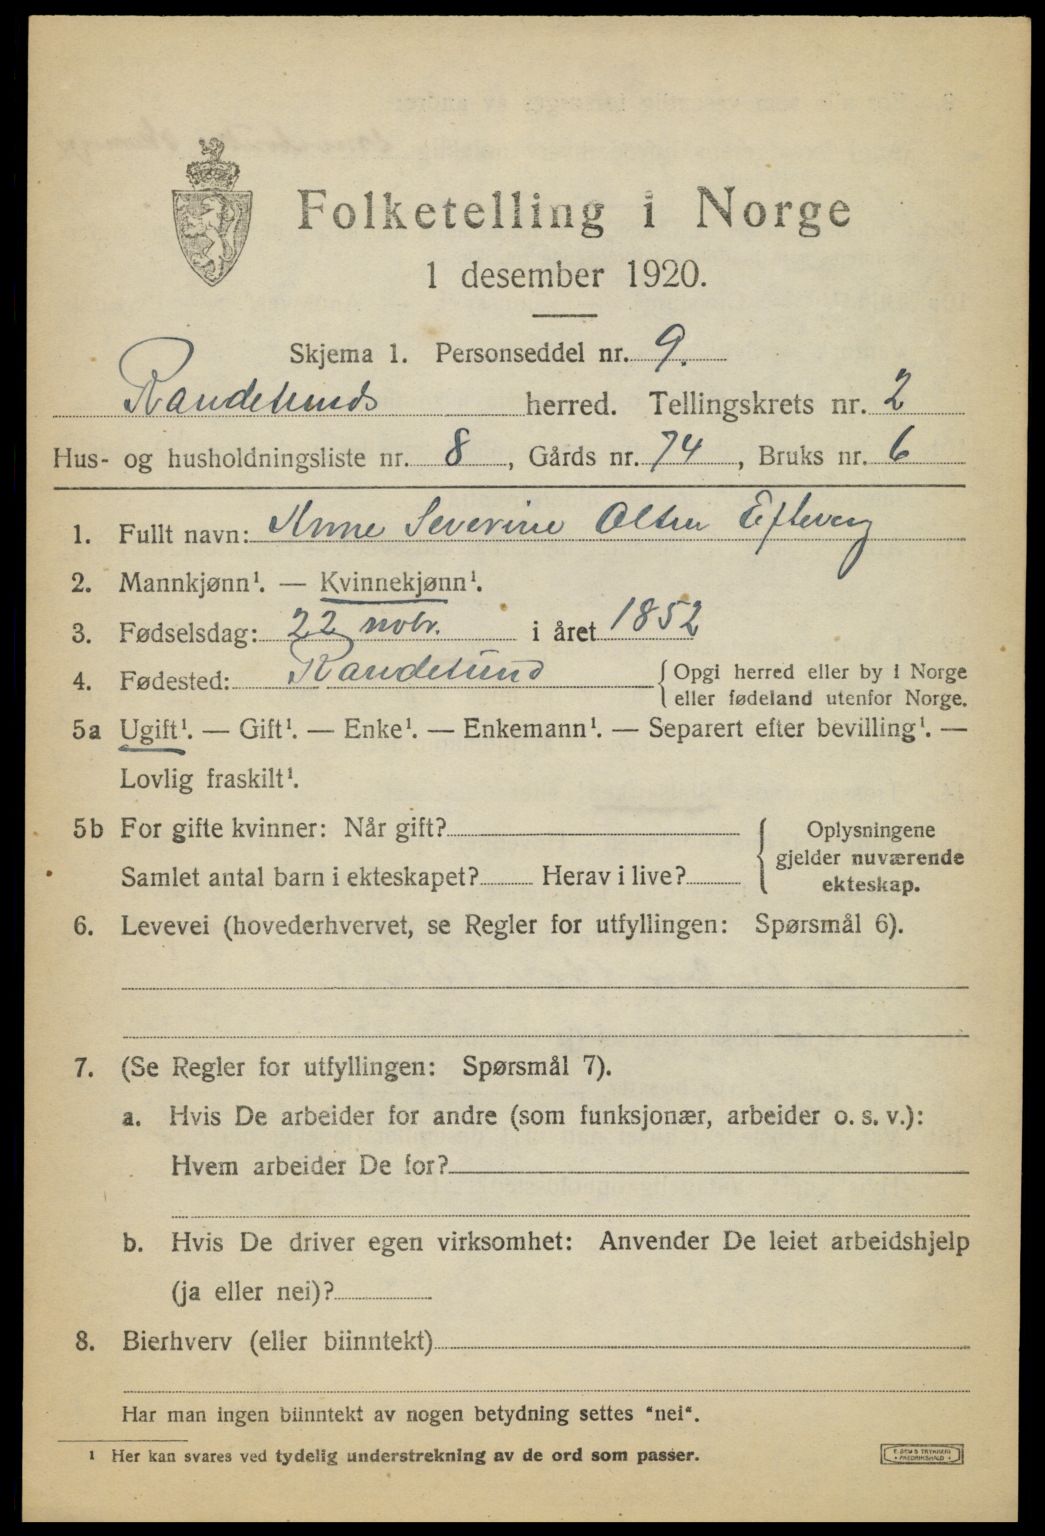 Folketelling i Norge
1 desember 1920.
Skjema 1. Personseddel nr. 9.
Randesunds herred. Tellingskrets nr. 2
Hus- og husholdningsliste nr. 8, Gårds nr. 74, Bruks nr. 6
1. Fullt navn: Anne Severine Olsen Eftevaag
2. Mannkjønn¹. — Kvinnekjønn¹.
3. Fødselsdag: 22 novbr. i året 1852
4. Fødested: Randesund { Opgi herred eller by i Norge
eller fødeland utenfor Norge.
5a Ugift¹. — Gift¹. — Enke¹. — Enkemann¹. — Separert efter bevilling¹. —
Lovlig fraskilt¹.
5b For gifte kvinner: Når gift?
Samlet antal barn i ekteskapet? Herav i live?
Oplysningene
gjelder nuværende
ekteskap.
6. Levevei (hovederhvervet, se Regler for utfyllingen: Spørsmål 6).
7. (Se Regler for utfyllingen: Spørsmål 7).
a. Hvis De arbeider for andre (som funksjonær, arbeider o. s. v.):
Hvem arbeider De for?
b. Hvis De driver egen virksomhet: Anvender De leiet arbeidshjelp
(ja eller nei)?
8. Bierhverv (eller biinntekt)
Har man ingen biinntekt av nogen betydning settes "nei".
¹ Her kan svares ved tydelig understrekning av de ord som passer.